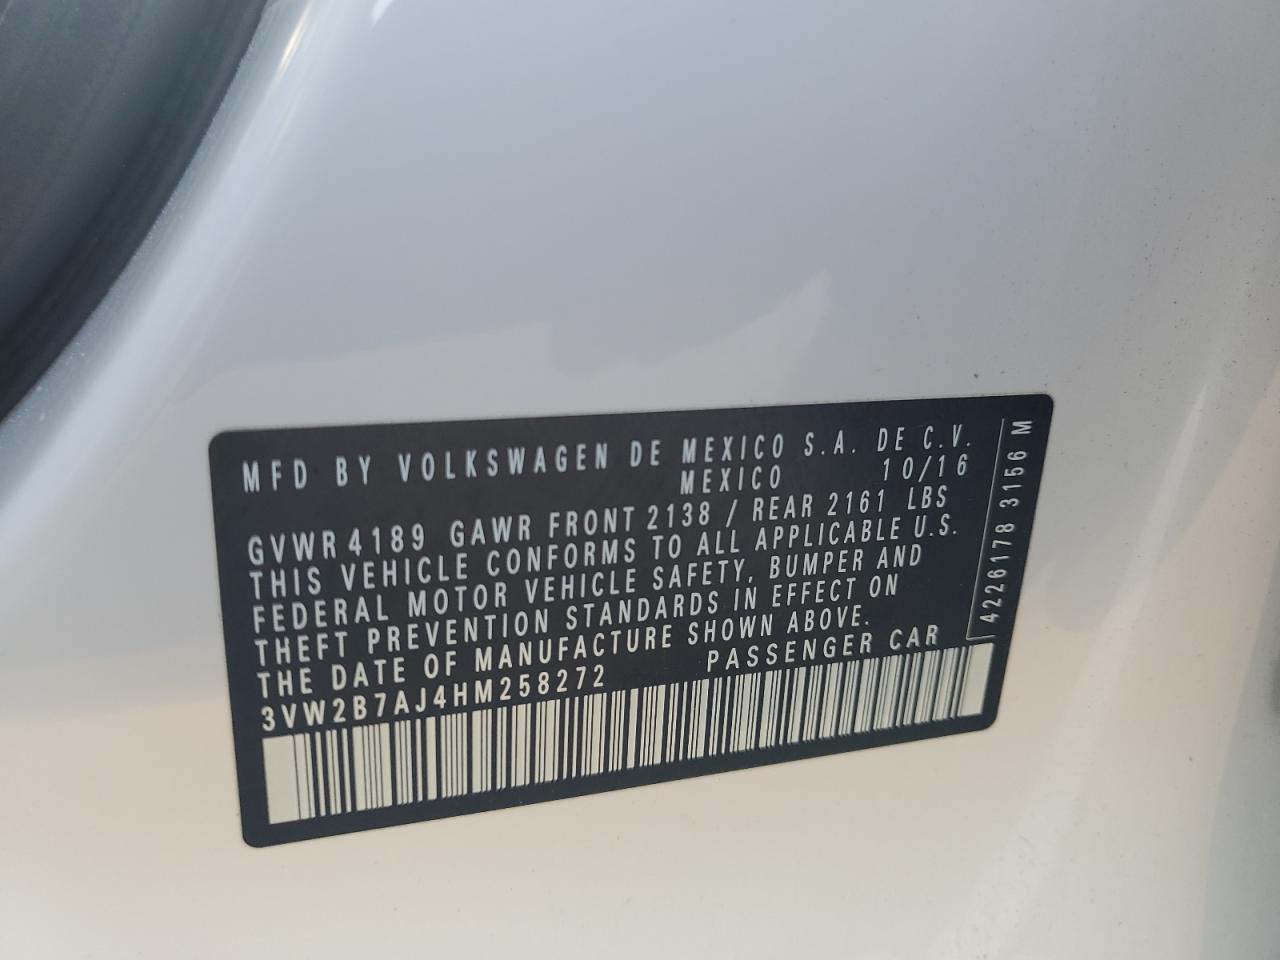 MFD BY VOLKSWAGEN DE MEXICO S.A. DE C.V.
MEXICO 10/16
GVWR 4189 GAWR FRONT 2138 / REAR 2161 LBS
THIS VEHICLE CONFORMS TO ALL APPLICABLE U.S.
FEDERAL MOTOR VEHICLE SAFETY, BUMPER AND
THEFT PREVENTION STANDARDS IN EFFECT ON
THE DATE OF MANUFACTURE SHOWN ABOVE.
3VW2B7AJ4HM258272 PASSENGER CAR
4226178 3156 M